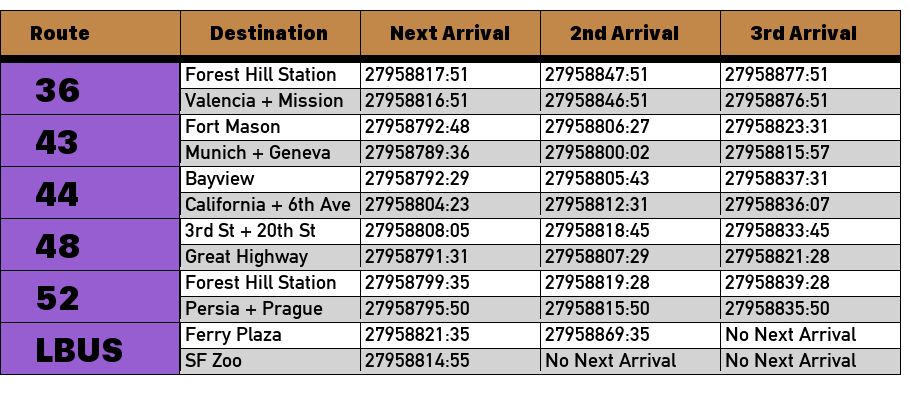 Route Destination Next Arrival 2nd Arrival 3rd Arrival
36 Forest Hill Station 27958817:51 27958847:51 27958877:51
Valencia + Mission 27958816:51 27958846:51 27958876:51
43 Fort Mason 27958792:48 27958806:27 27958823:31
Munich + Geneva 27958789:36 27958800:02 27958815:57
44 Bayview 27958792:29 27958805:43 27958837:31
California + 6th Ave 27958804:23 27958812:31 27958836:07
48 3rd St + 20th St 27958808:05 27958818:45 27958833:45
Great Highway 27958791:31 27958807:29 27958821:28
52 Forest Hill Station 27958799:35 27958819:28 27958839:28
Persia + Prague 27958795:50 27958815:50 27958835:50
LBUS Ferry Plaza 27958821:35 27958869:35 No Next Arrival
SF Zoo 27958814:55 No Next Arrival No Next Arrival